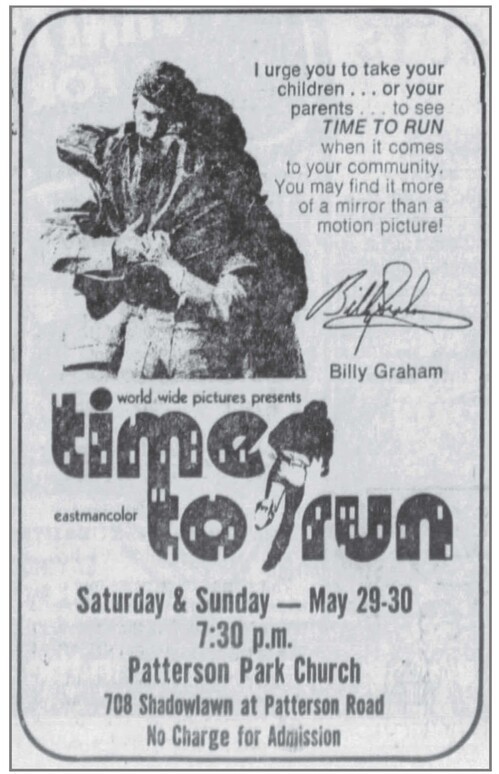 I urge you to take your
children . . . or your
parents . . . to see
TIME TO RUN
when it comes
to your community.
You may find it more
of a mirror than a
motion picture!
Billy Graham
Billy Graham
world wide pictures presents
time
to run
eastmancolor
Saturday & Sunday — May 29-30
7:30 p.m.
Patterson Park Church
708 Shadowlawn at Patterson Road
No Charge for Admission